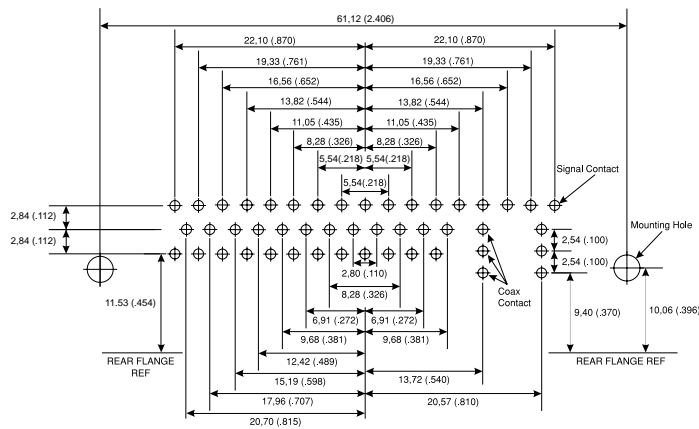 61,12 (2.406)
22,10 (.870) 22,10 (.870)
19,33 (.761) 19,33 (.761)
16,56 (.652) 16,56 (.652)
13,82 (.544) 13,82 (.544)
11,05 (.435) 11,05 (.435)
8,28 (.326) 8,28 (.326)
5,54(.218) 5,54(.218)
Signal Contact
5,54(.218)
2,84 (.112)
Mounting Hole
2,84 (.112) 2,54 (.100)
2,54 (.100)
2,80 (.110)
Coax
Contact
8,28 (.326)
11.53 (.454) 9,40 (.370) 10,06 (.396)
6,91 (.272) 6,91 (.272)
9,68 (.381) 9,68 (.381)
REAR FLANGE
REF
REAR FLANGE REF
12,42 (.489)
15,19 (.598) 13,72 (.540)
17,96 (.707) 20,57 (.810)
20,70 (.815)